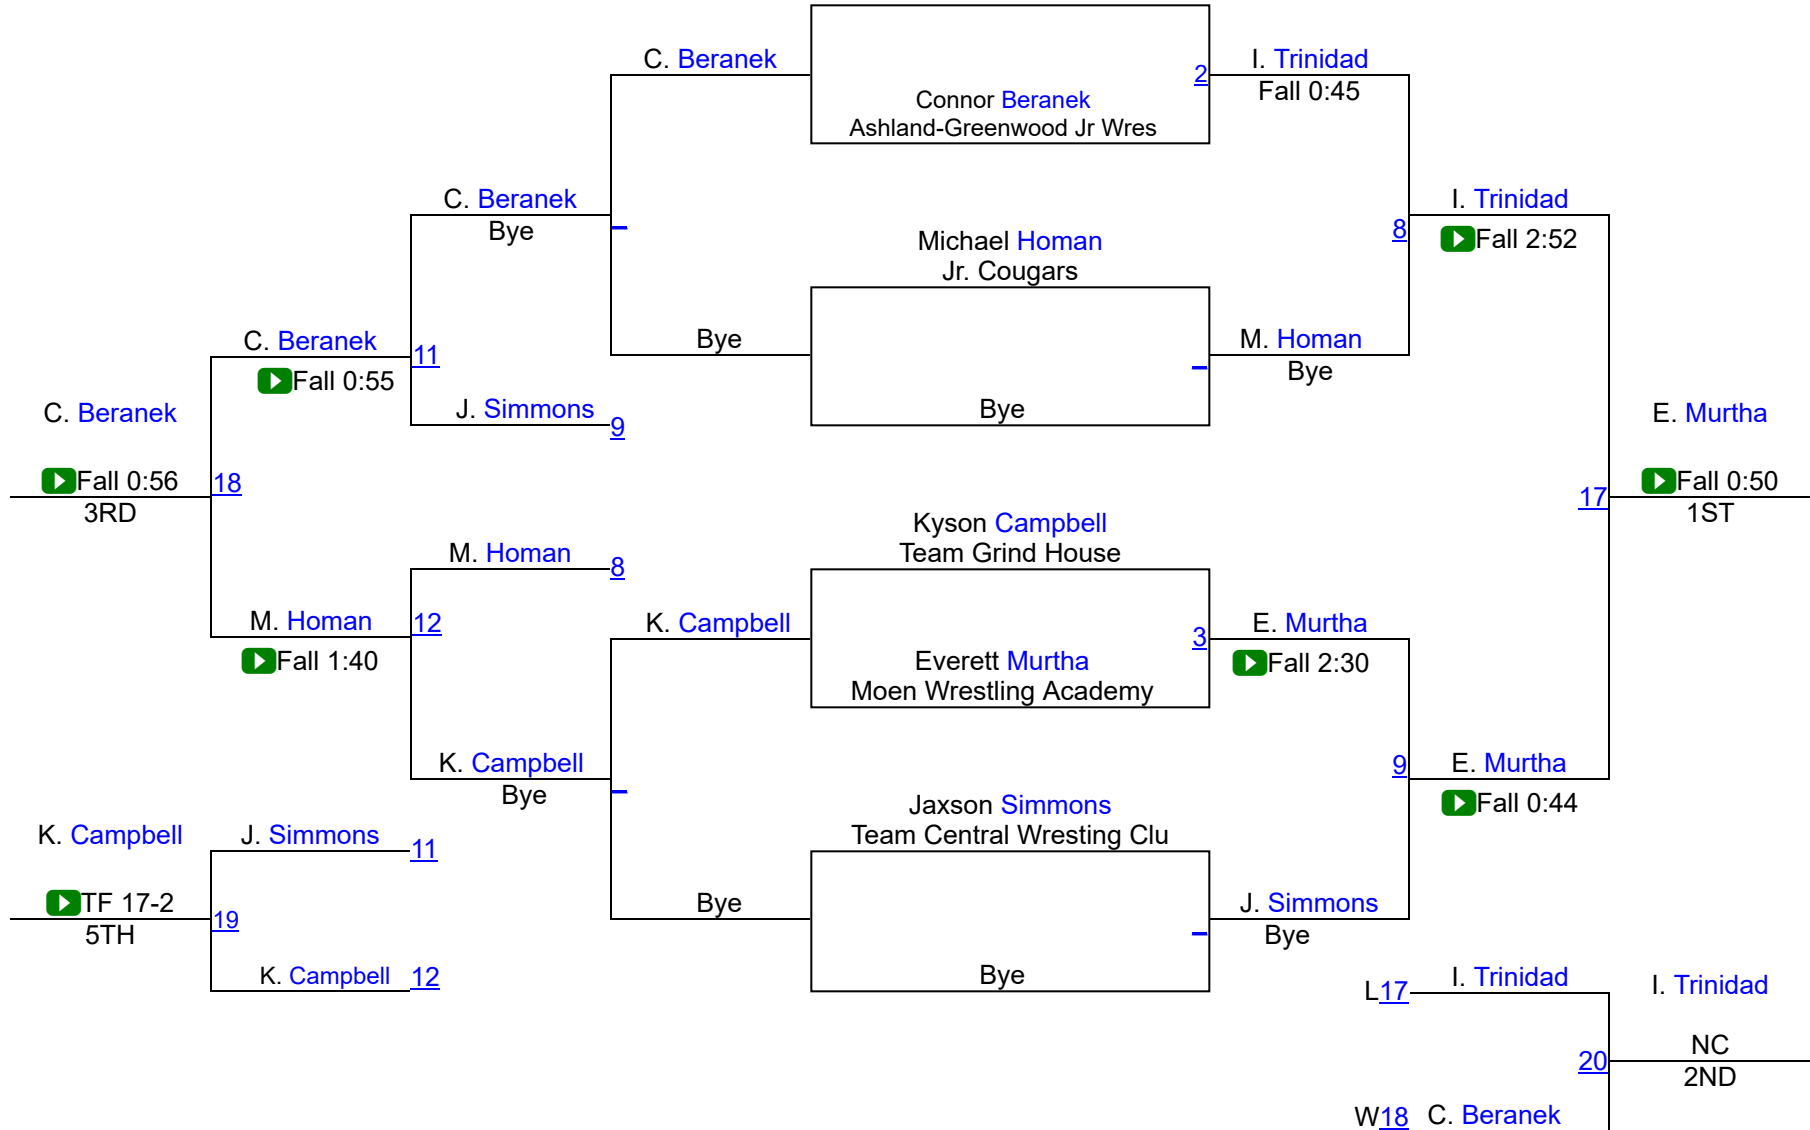 C. Beranek
2
I. Trinidad
Fall 0:45
Connor Beranek
Ashland-Greenwood Jr Wres
C. Beranek
Bye
I. Trinidad
8
Fall 2:52
Michael Homan
Jr. Cougars
C. Beranek
11
Fall 0:55
Bye
M. Homan
Bye
J. Simmons
9
Bye
C. Beranek
E. Murtha
Fall 0:56
18
3RD
17
Fall 0:50
1ST
Kyson Campbell
Team Grind House
M. Homan
8
M. Homan
12
Fall 1:40
K. Campbell
3
E. Murtha
Fall 2:30
Everett Murtha
Moen Wrestling Academy
K. Campbell
Bye
9
E. Murtha
Fall 0:44
Jaxson Simmons
Team Central Wresting Clu
K. Campbell
J. Simmons
11
TF 17-2
19
5TH
Bye
J. Simmons
Bye
K. Campbell
12
Bye
L17
I. Trinidad
I. Trinidad
20
NC
2ND
W18
C. Beranek